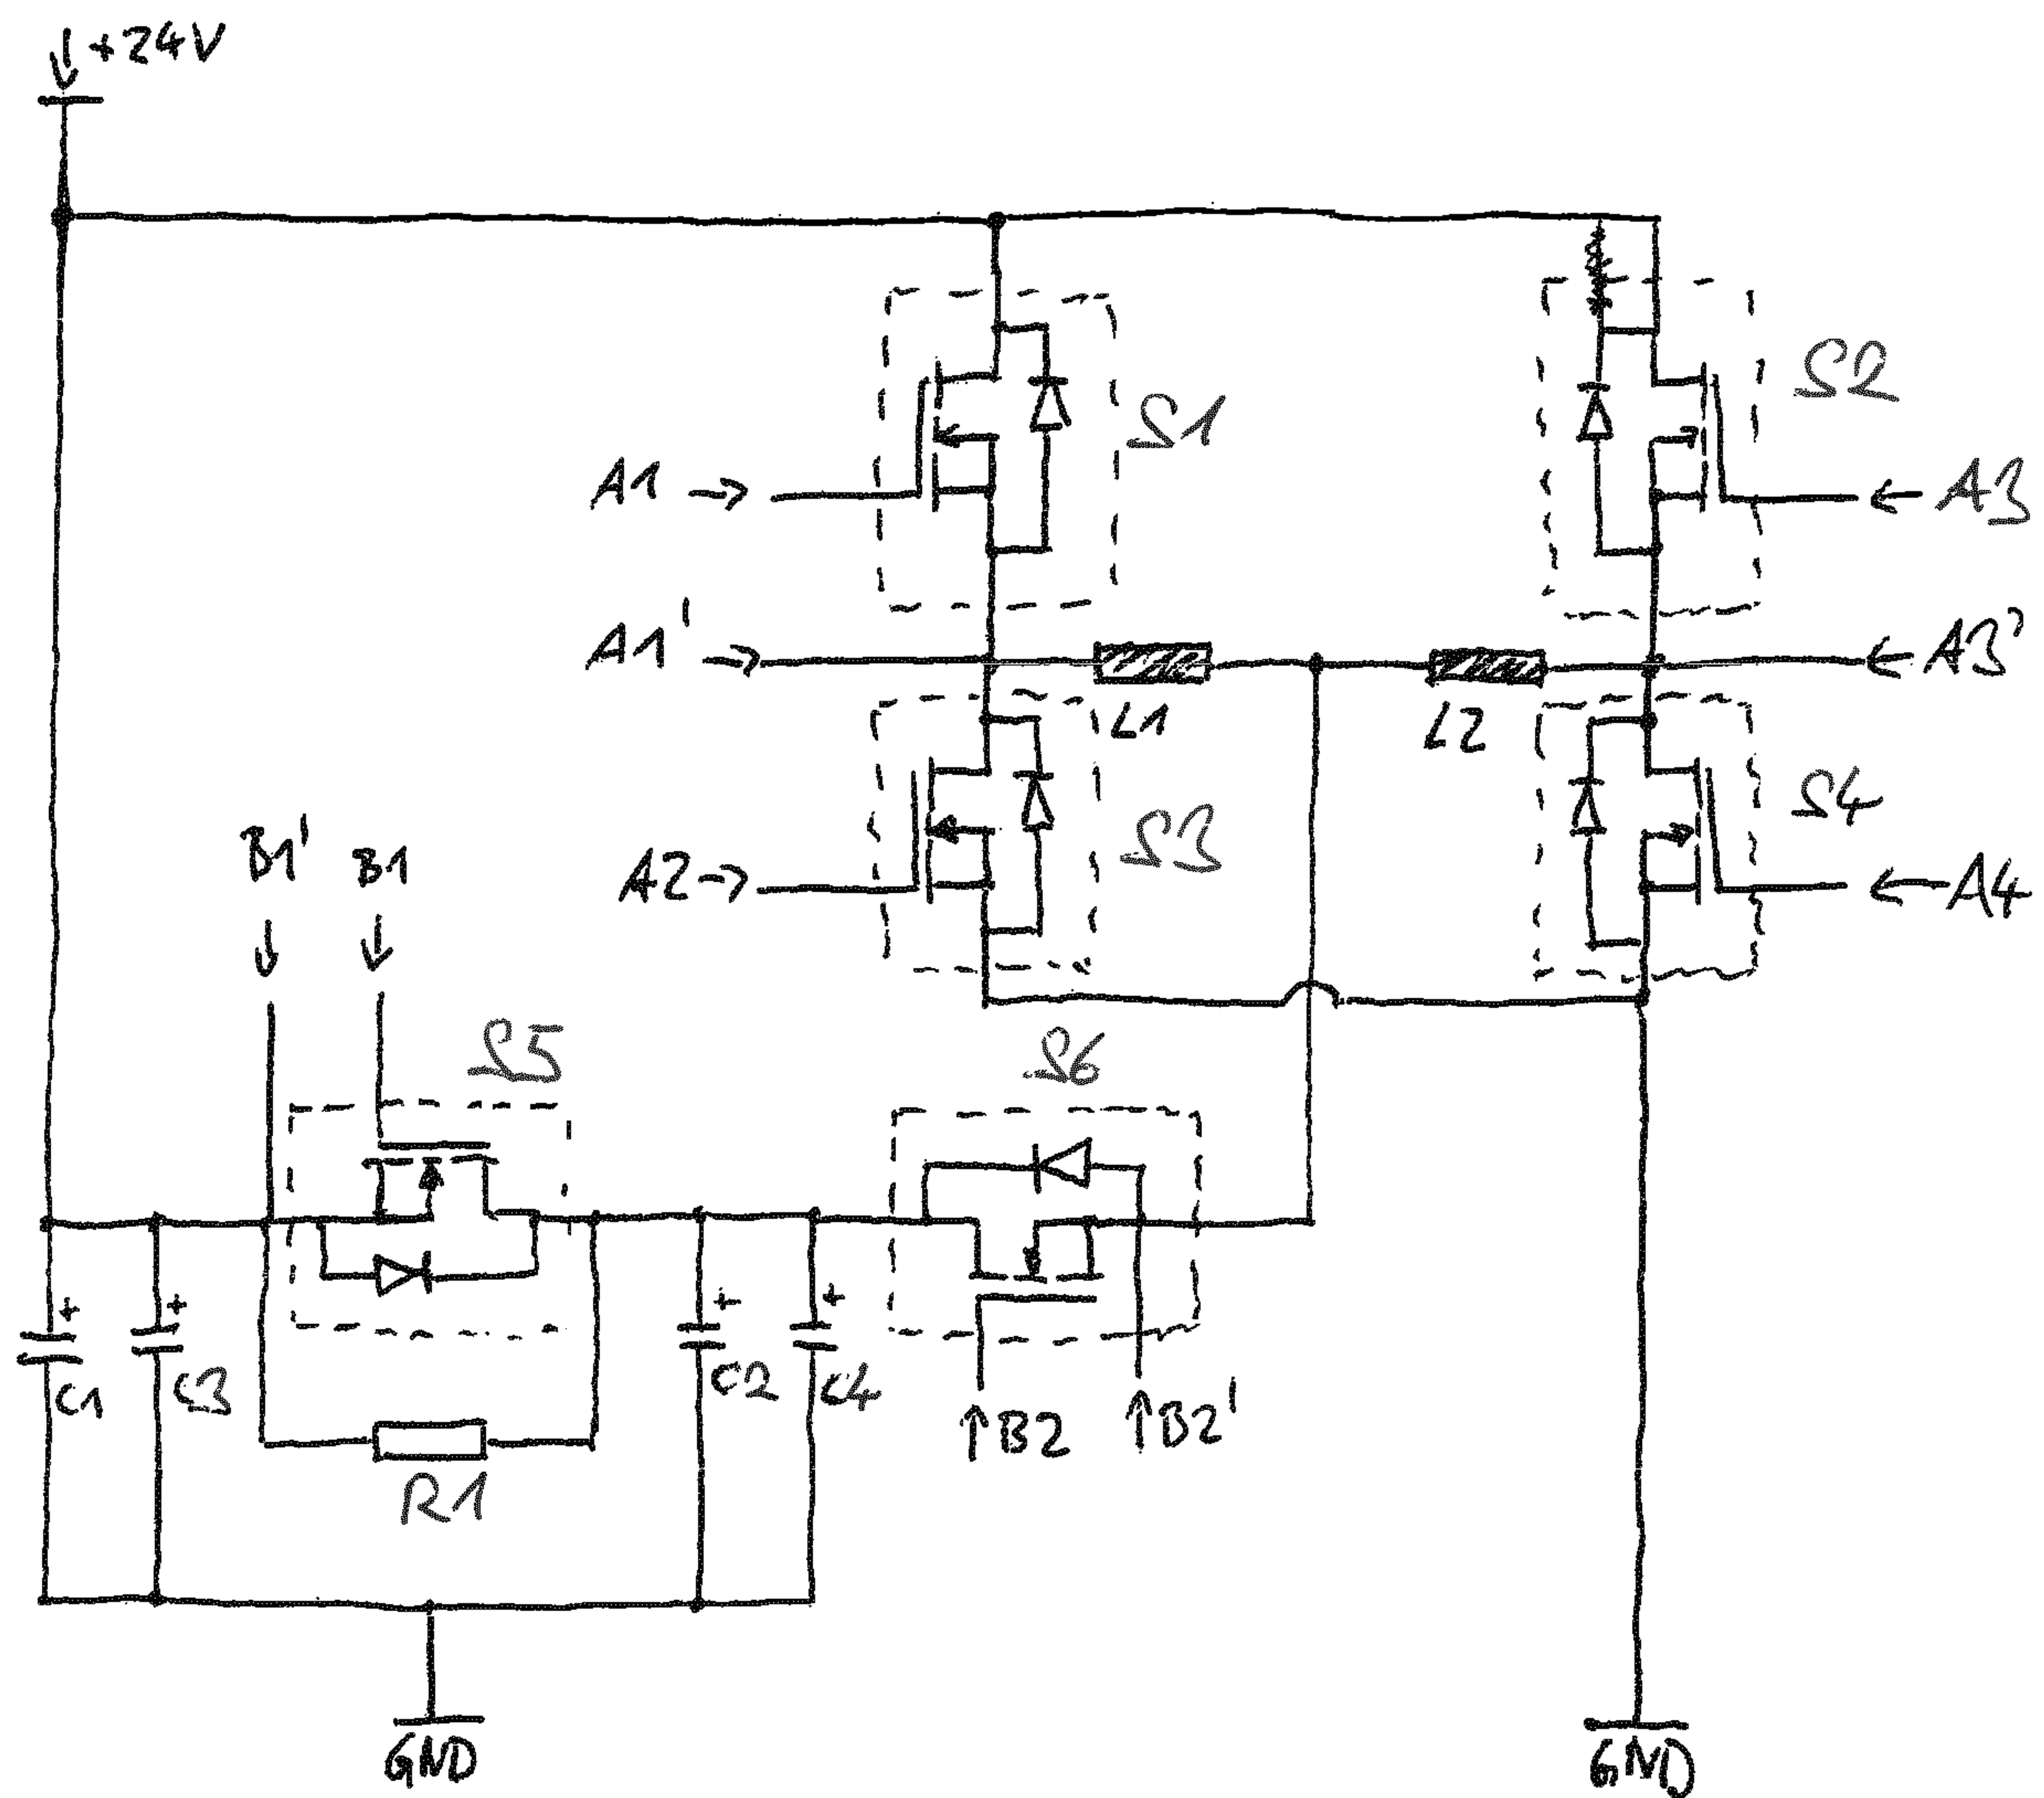 +24V
S1
S2
A1
A3
A1'
A3'
L1
L2
S3
S4
B1'
B1
A2
A4
S5
S6
C1
C3
C2
C4
B2
B2'
R1
GND
GND